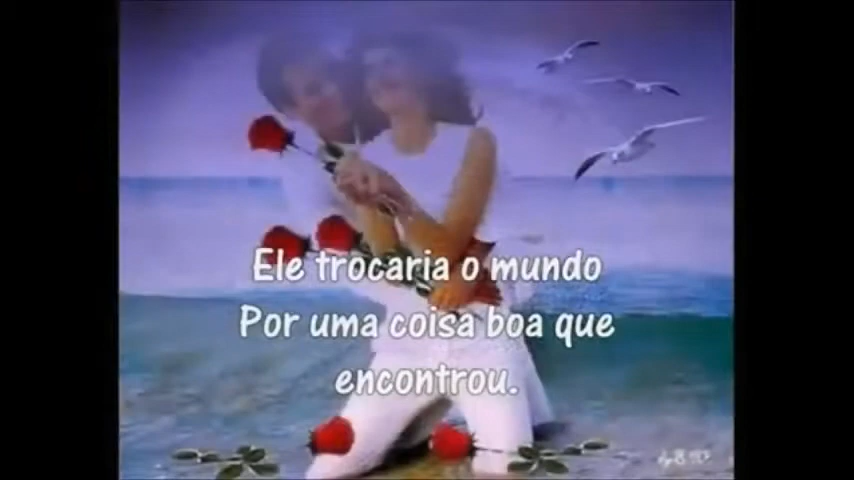 Ele trocaria o mundo
Por uma coisa boa que
encontrou.